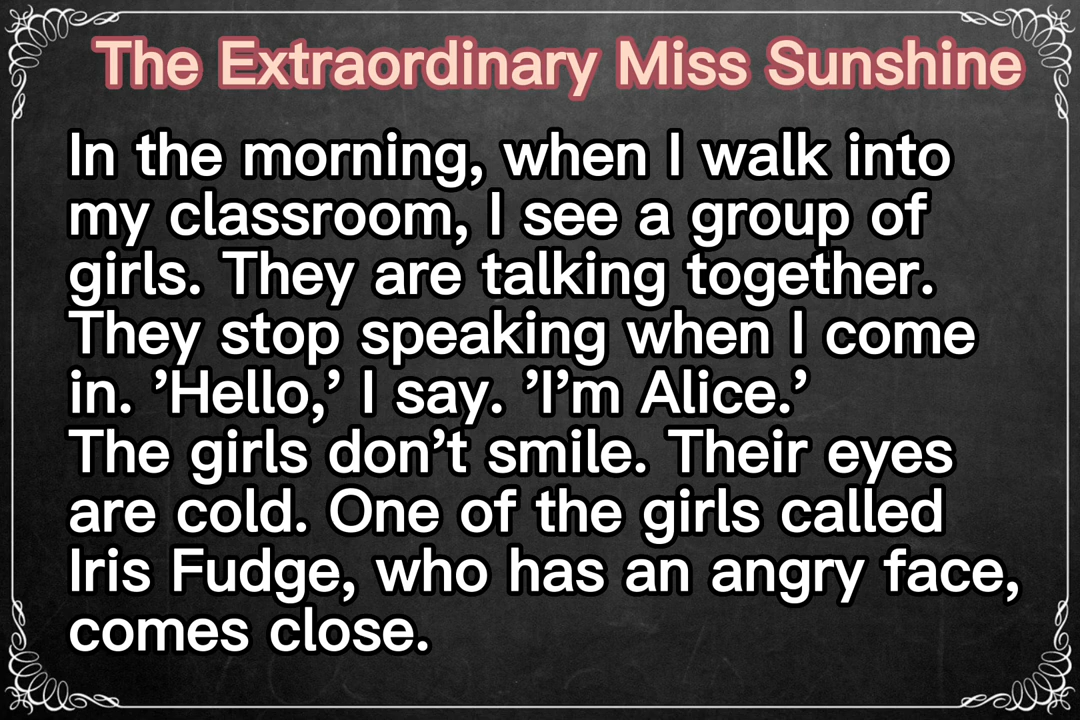 The Extraordinary Miss Sunshine
In the morning, when I walk into
my classroom, I see a group of
girls. They are talking together.
They stop speaking when I come
in. ’Hello,’ I say. ’I’m Alice.’
The girls don’t smile. Their eyes
are cold. One of the girls called
Iris Fudge, who has an angry face,
comes close.